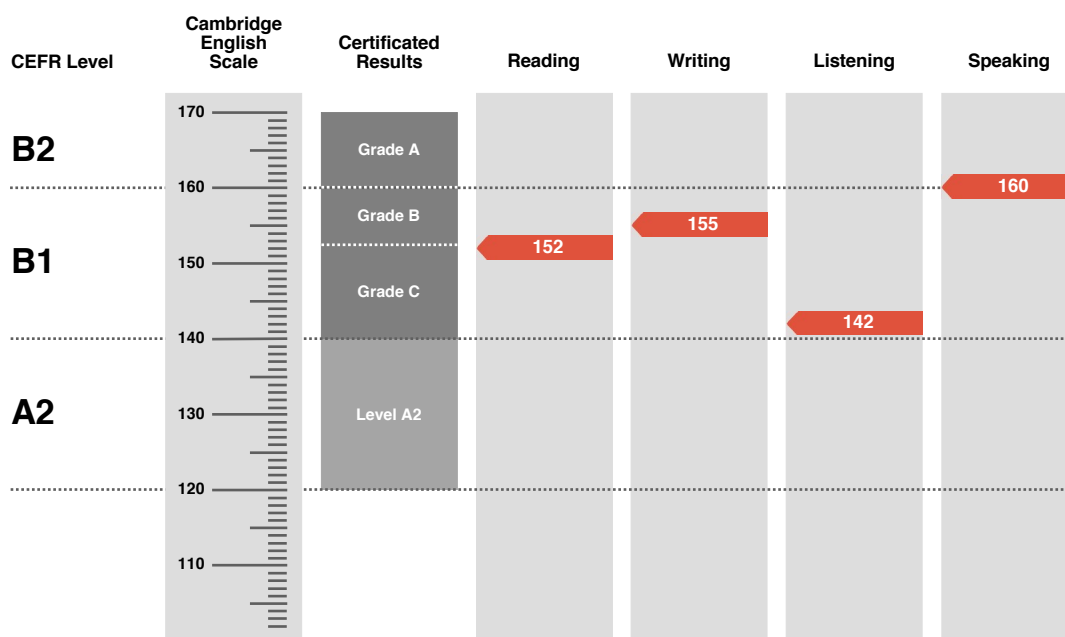 CEFR Level
Cambridge
English
Scale
Certificated
Results
Reading
Writing
Listening
Speaking
170
B2
Grade A
160
160
Grade B
155
152
B1
150
Grade C
142
140
A2
130
Level A2
120
110